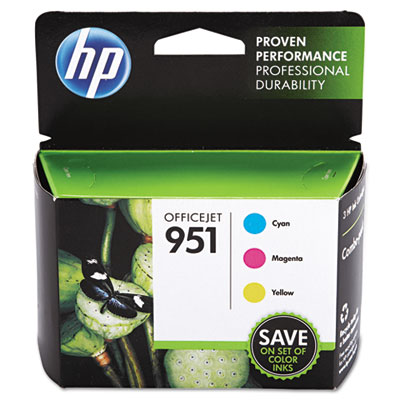 hp
PROVEN
PERFORMANCE
PROFESSIONAL
DURABILITY
OFFICEJET
951
Cyan
Magenta
Yellow
SAVE
ON SET OF
COLOR
INKS